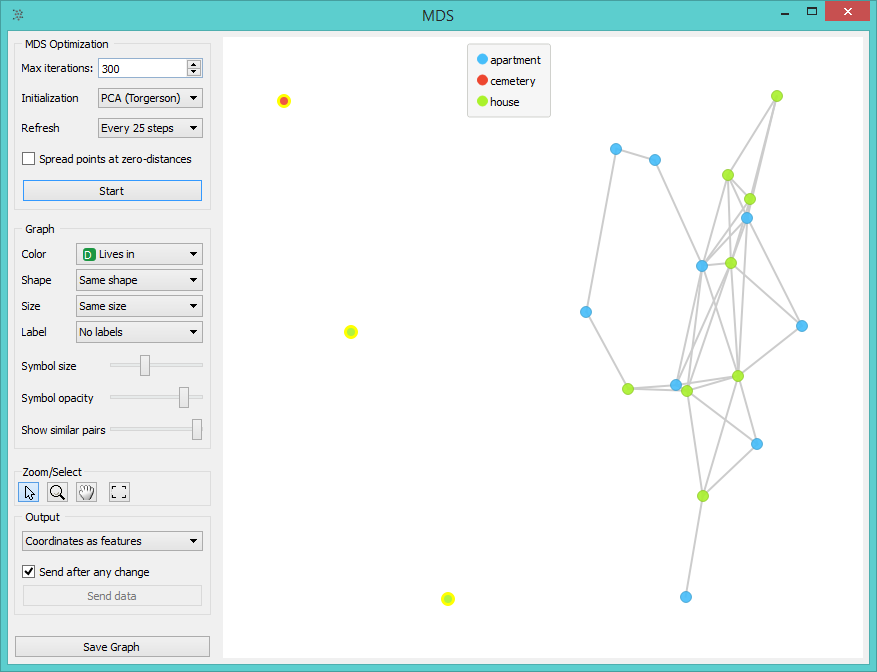 MDS
MDS Optimization
Max iterations: 300
Initialization PCA (Torgerson)
Refresh Every 25 steps
Spread points at zero-distances
Start
Graph
Color D Lives in
Shape Same shape
Size Same size
Label No labels
Symbol size
Symbol opacity
Show similar pairs
Zoom/Select
Output
Coordinates as features
Send after any change
Send data
Save Graph
apartment
cemetery
house